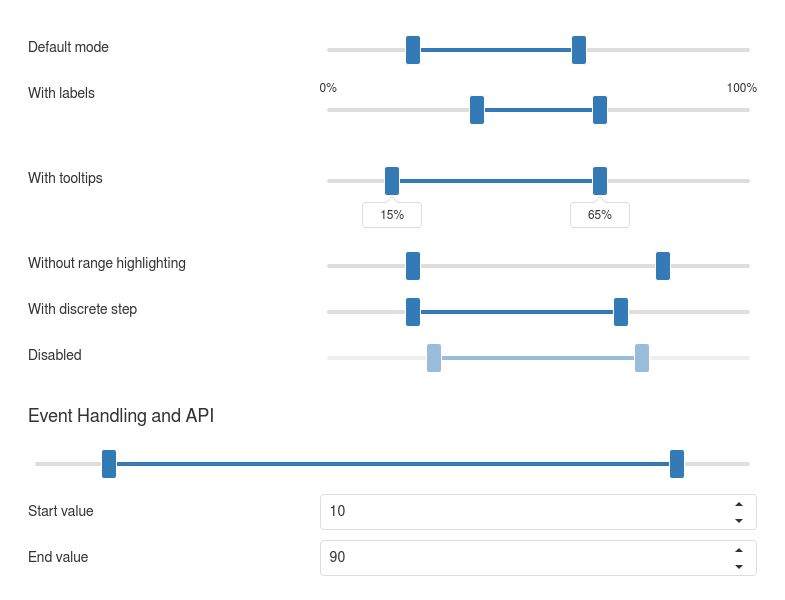 Default mode
With labels
0%
100%
With tooltips
15%
65%
Without range highlighting
With discrete step
Disabled
Event Handling and API
Start value
10
End value
90